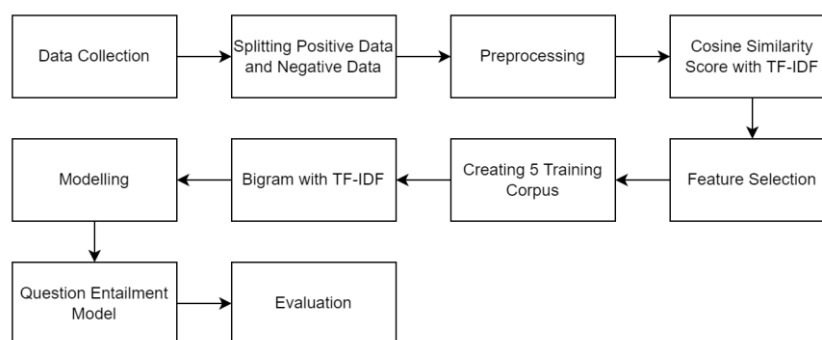 Data Collection
Splitting Positive Data
and Negative Data
Preprocessing
Cosine Similarity
Score with TF-IDF
Feature Selection
Creating 5 Training
Corpus
Bigram with TF-IDF
Modelling
Question Entailment
Model
Evaluation